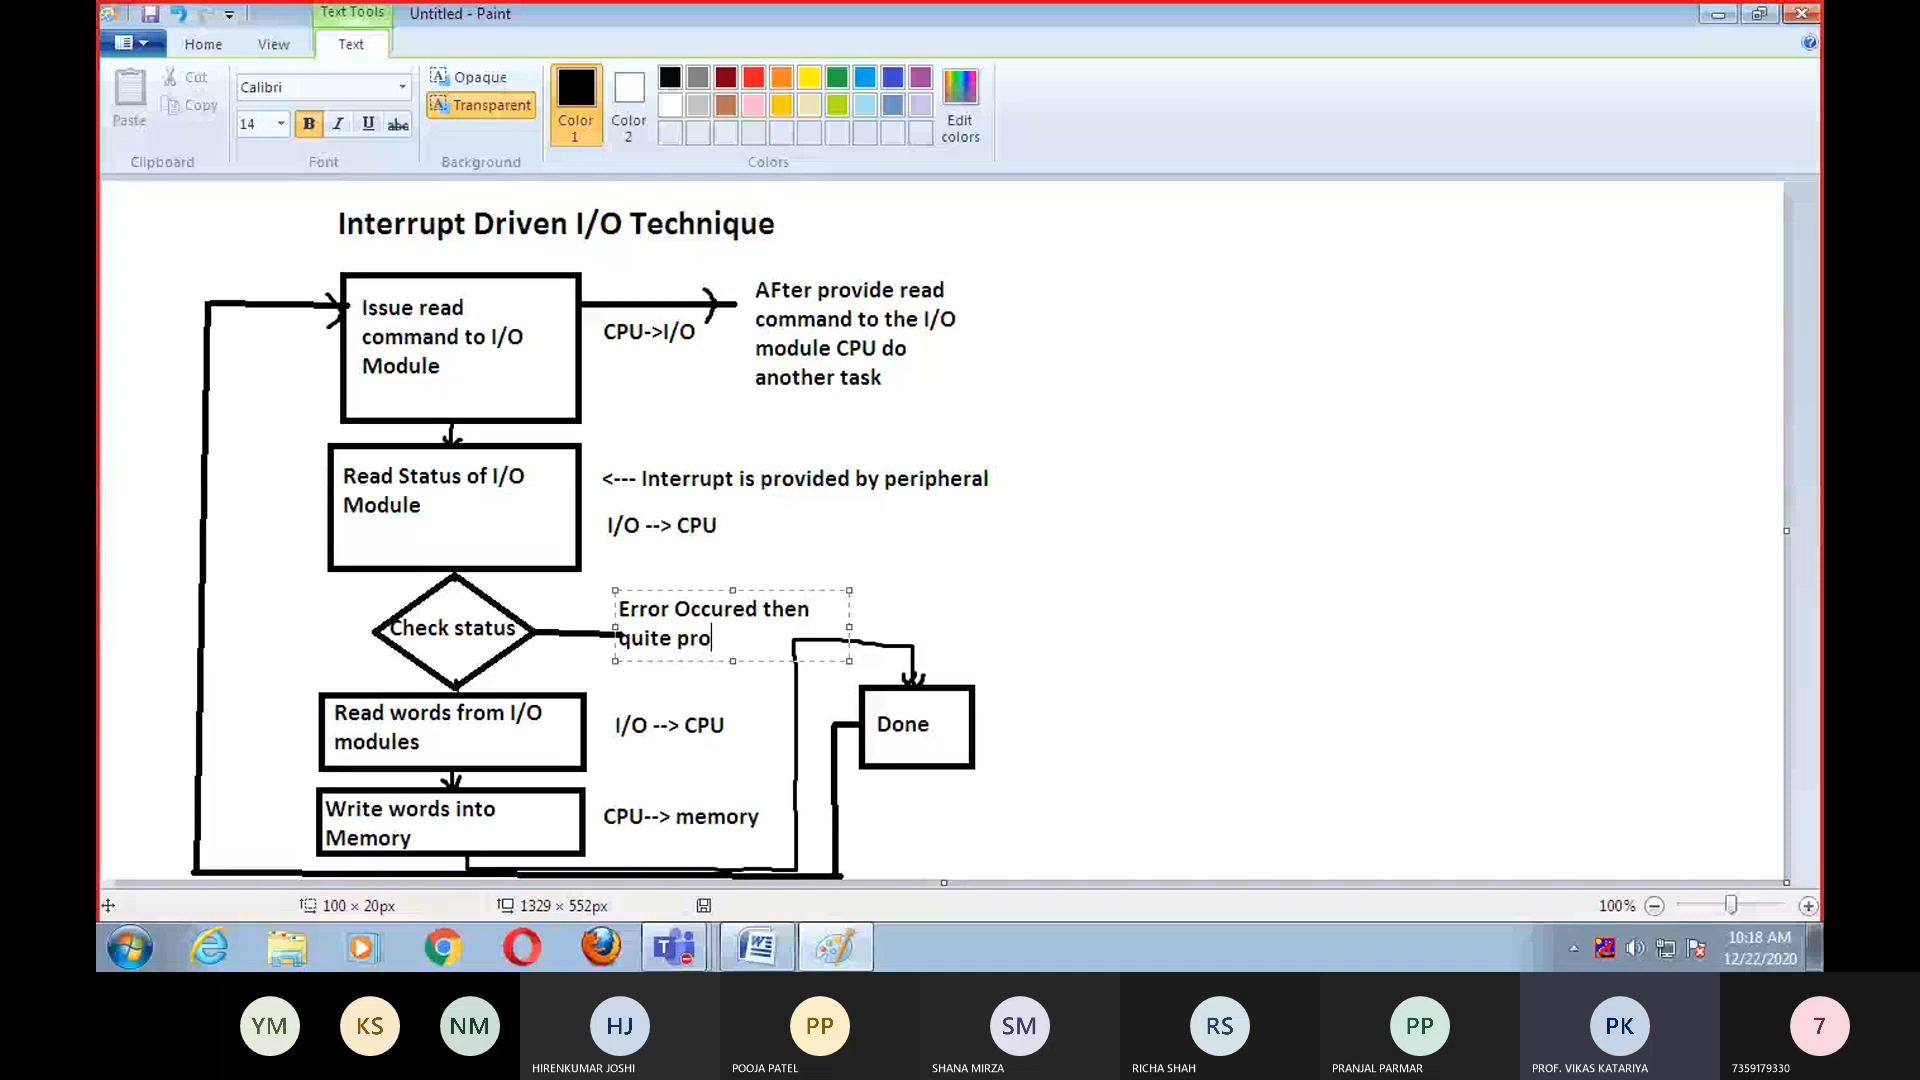 Text Tools
Untitled - Paint
Home
View
Text
Paste
Cut
Copy
Clipboard
Calibri
14
B
I
U
abc
Font
Opaque
Transparent
Background
Color
1
Color
2
Edit
colors
Colors
Interrupt Driven I/O Technique
Issue read
command to I/O
Module
CPU->I/O
AFter provide read
command to the I/O
module CPU do
another task
Read Status of I/O
Module
<--- Interrupt is provided by peripheral
I/O --> CPU
Check status
Error Occured then
quite pro
Read words from I/O
modules
I/O --> CPU
Done
Write words into
Memory
CPU--> memory
100 × 20px
1329 × 552px
100%
10:18 AM
12/22/2020
YM
KS
NM
HJ
HIRENKUMAR JOSHI
PP
POOJA PATEL
SM
SHANA MIRZA
RS
RICHA SHAH
PP
PRANJAL PARMAR
PK
PROF. VIKAS KATARIYA
7
7359179330